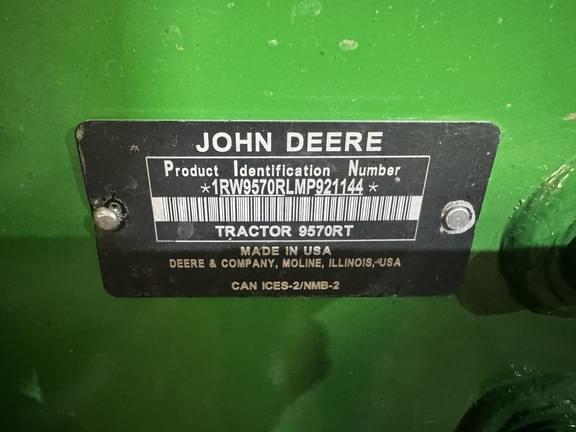 JOHN DEERE
Product Identification Number
*1RW9570RLMP921144*
TRACTOR 9570RT
MADE IN USA
DEERE & COMPANY, MOLINE, ILLINOIS, USA
CAN ICES-2/NMB-2